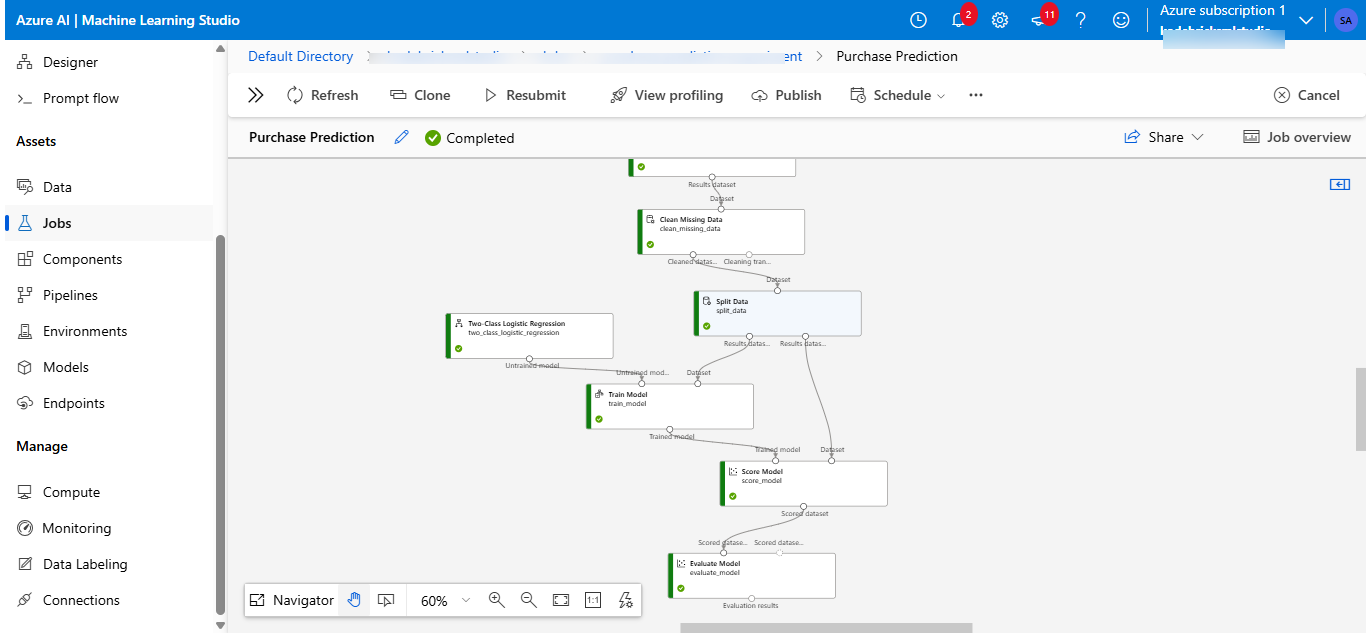 Azure AI | Machine Learning Studio
2
11
Azure subscription 1
SA
Designer
Prompt flow
Assets
Data
Jobs
Components
Pipelines
Environments
Models
Endpoints
Manage
Compute
Monitoring
Data Labeling
Connections
Default Directory > ent > Purchase Prediction
Refresh Clone Resubmit View profiling Publish Schedule ... Cancel
Purchase Prediction Completed Share Job overview
Results dataset
Dataset
Clean Missing Data
clean_missing_data
Cleaned datas... Cleaning tran...
Dataset
Split Data
split_data
Results datas... Results datas...
Two-Class Logistic Regression
two_class_logistic_regression
Untrained model
Untrained mod... Dataset
Train Model
train_model
Trained model
Trained model Dataset
Score Model
score_model
Scored dataset
Scored datase... Scored datase...
Evaluate Model
evaluate_model
Evaluation results
Navigator 60% 1:1